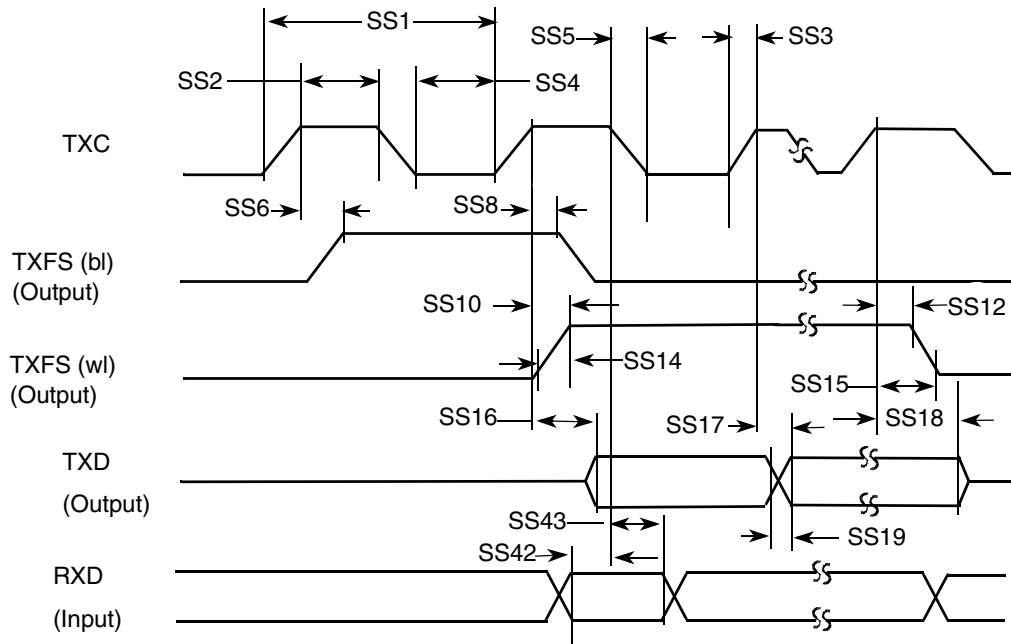 SS1
SS5
SS3
SS2
SS4
TXC
SS6
SS8
TXFS (bl)
(Output)
SS10
SS12
TXFS (wl)
(Output)
SS14
SS15
SS16
SS17
SS18
TXD
(Output)
SS43
SS19
SS42
RXD
(Input)